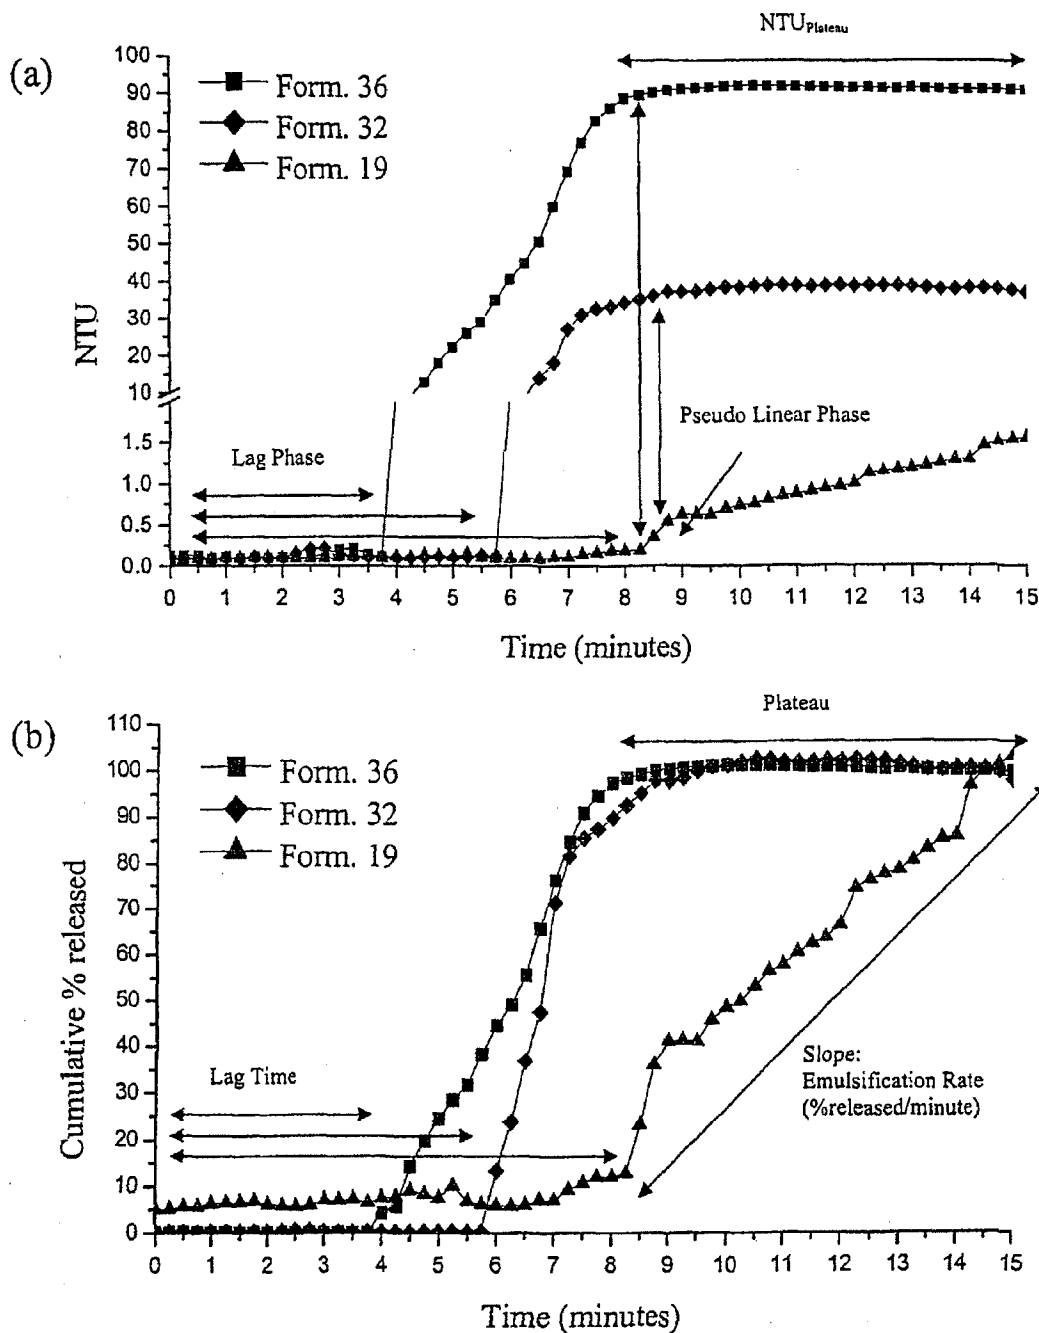 NTUPlateau
(a)
100
90
80
70
60
50
40
30
20
10
1.5
1.0
0.5
0.0
NTU
Form. 36
Form. 32
Form. 19
Lag Phase
Pseudo Linear Phase
0 1 2 3 4 5 6 7 8 9 10 11 12 13 14 15
Time (minutes)
(b)
Plateau
110
100
90
80
70
60
50
40
30
20
10
0
Cumulative % released
Form. 36
Form. 32
Form. 19
Lag Time
Slope:
Emulsification Rate
(%released/minute)
0 1 2 3 4 5 6 7 8 9 10 11 12 13 14 15
Time (minutes)